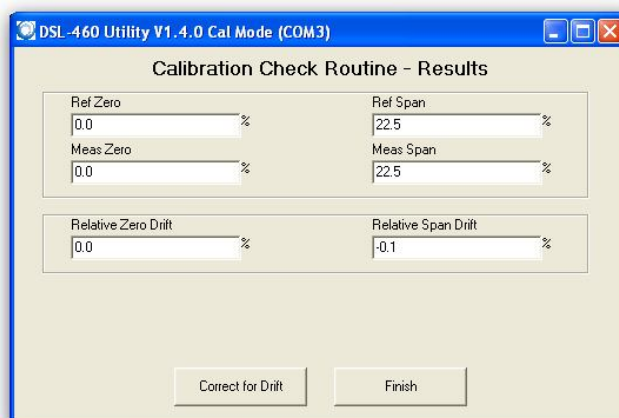 DSL-460 Utility V1.4.0 Cal Mode (COM3)
Calibration Check Routine - Results
Ref Zero Ref Span
0.0 % 22.5 %
Meas Zero Meas Span
0.0 % 22.5 %
Relative Zero Drift Relative Span Drift
0.0 % -0.1 %
Correct for Drift Finish